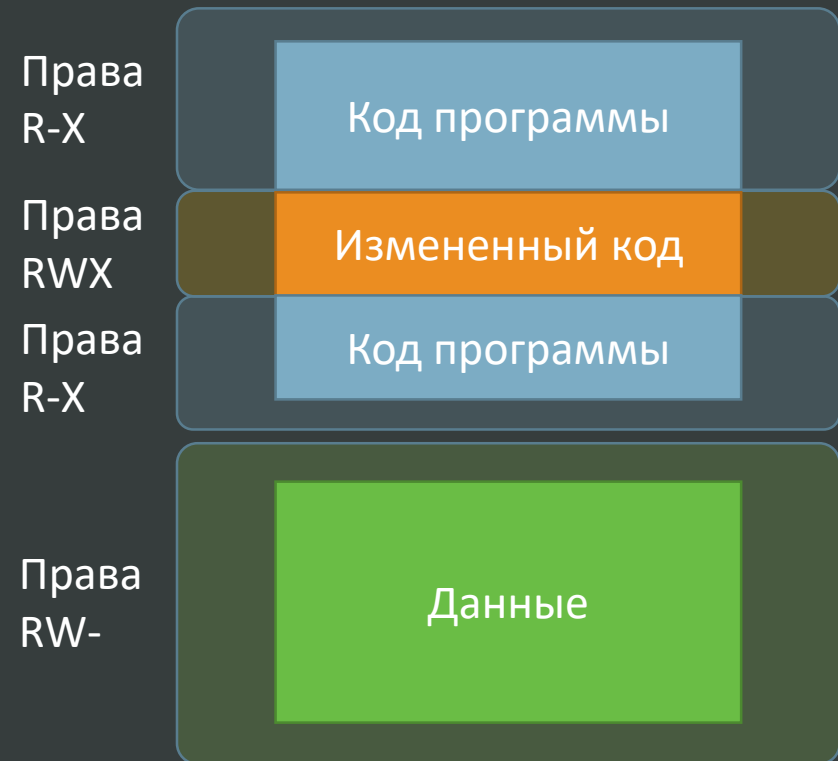 Права
R-X
Код программы
Права
RWX
Измененный код
Права
R-X
Код программы
Права
RW-
Данные